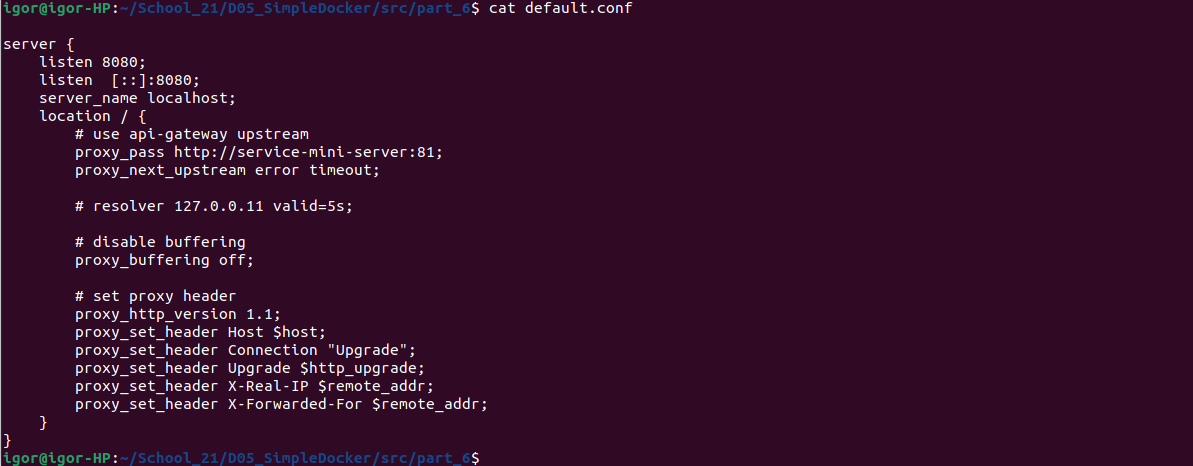 igor@igor-HP:~/School_21/D05_SimpleDocker/src/part_6$ cat default.conf
server {
    listen 8080;
    listen  [::]:8080;
    server_name localhost;
    location / {
        # use api-gateway upstream
        proxy_pass http://service-mini-server:81;
        proxy_next_upstream error timeout;
        # resolver 127.0.0.11 valid=5s;
        # disable buffering
        proxy_buffering off;
        # set proxy header
        proxy_http_version 1.1;
        proxy_set_header Host $host;
        proxy_set_header Connection "Upgrade";
        proxy_set_header Upgrade $http_upgrade;
        proxy_set_header X-Real-IP $remote_addr;
        proxy_set_header X-Forwarded-For $remote_addr;
    }
}
igor@igor-HP:~/School_21/D05_SimpleDocker/src/part_6$